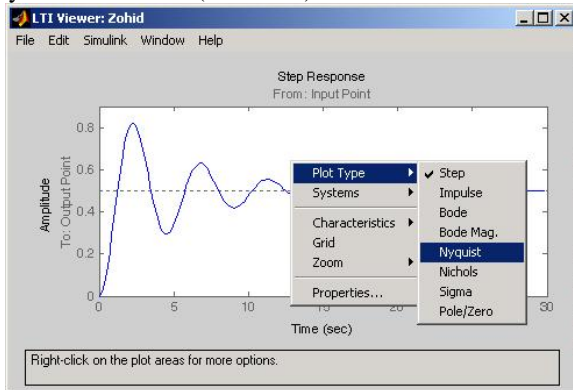 LTI Viewer: Zohid
File Edit Simulink Window Help
Step Response
From: Input Point
Amplitude
To: Output Point
0.8
0.6
0.4
0.2
0
0 5 10 20 30
Time (sec)
Plot Type
Systems
Characteristics
Grid
Zoom
Properties...
Step
Impulse
Bode
Bode Mag.
Nyquist
Nichols
Sigma
Pole/Zero
Right-click on the plot areas for more options.